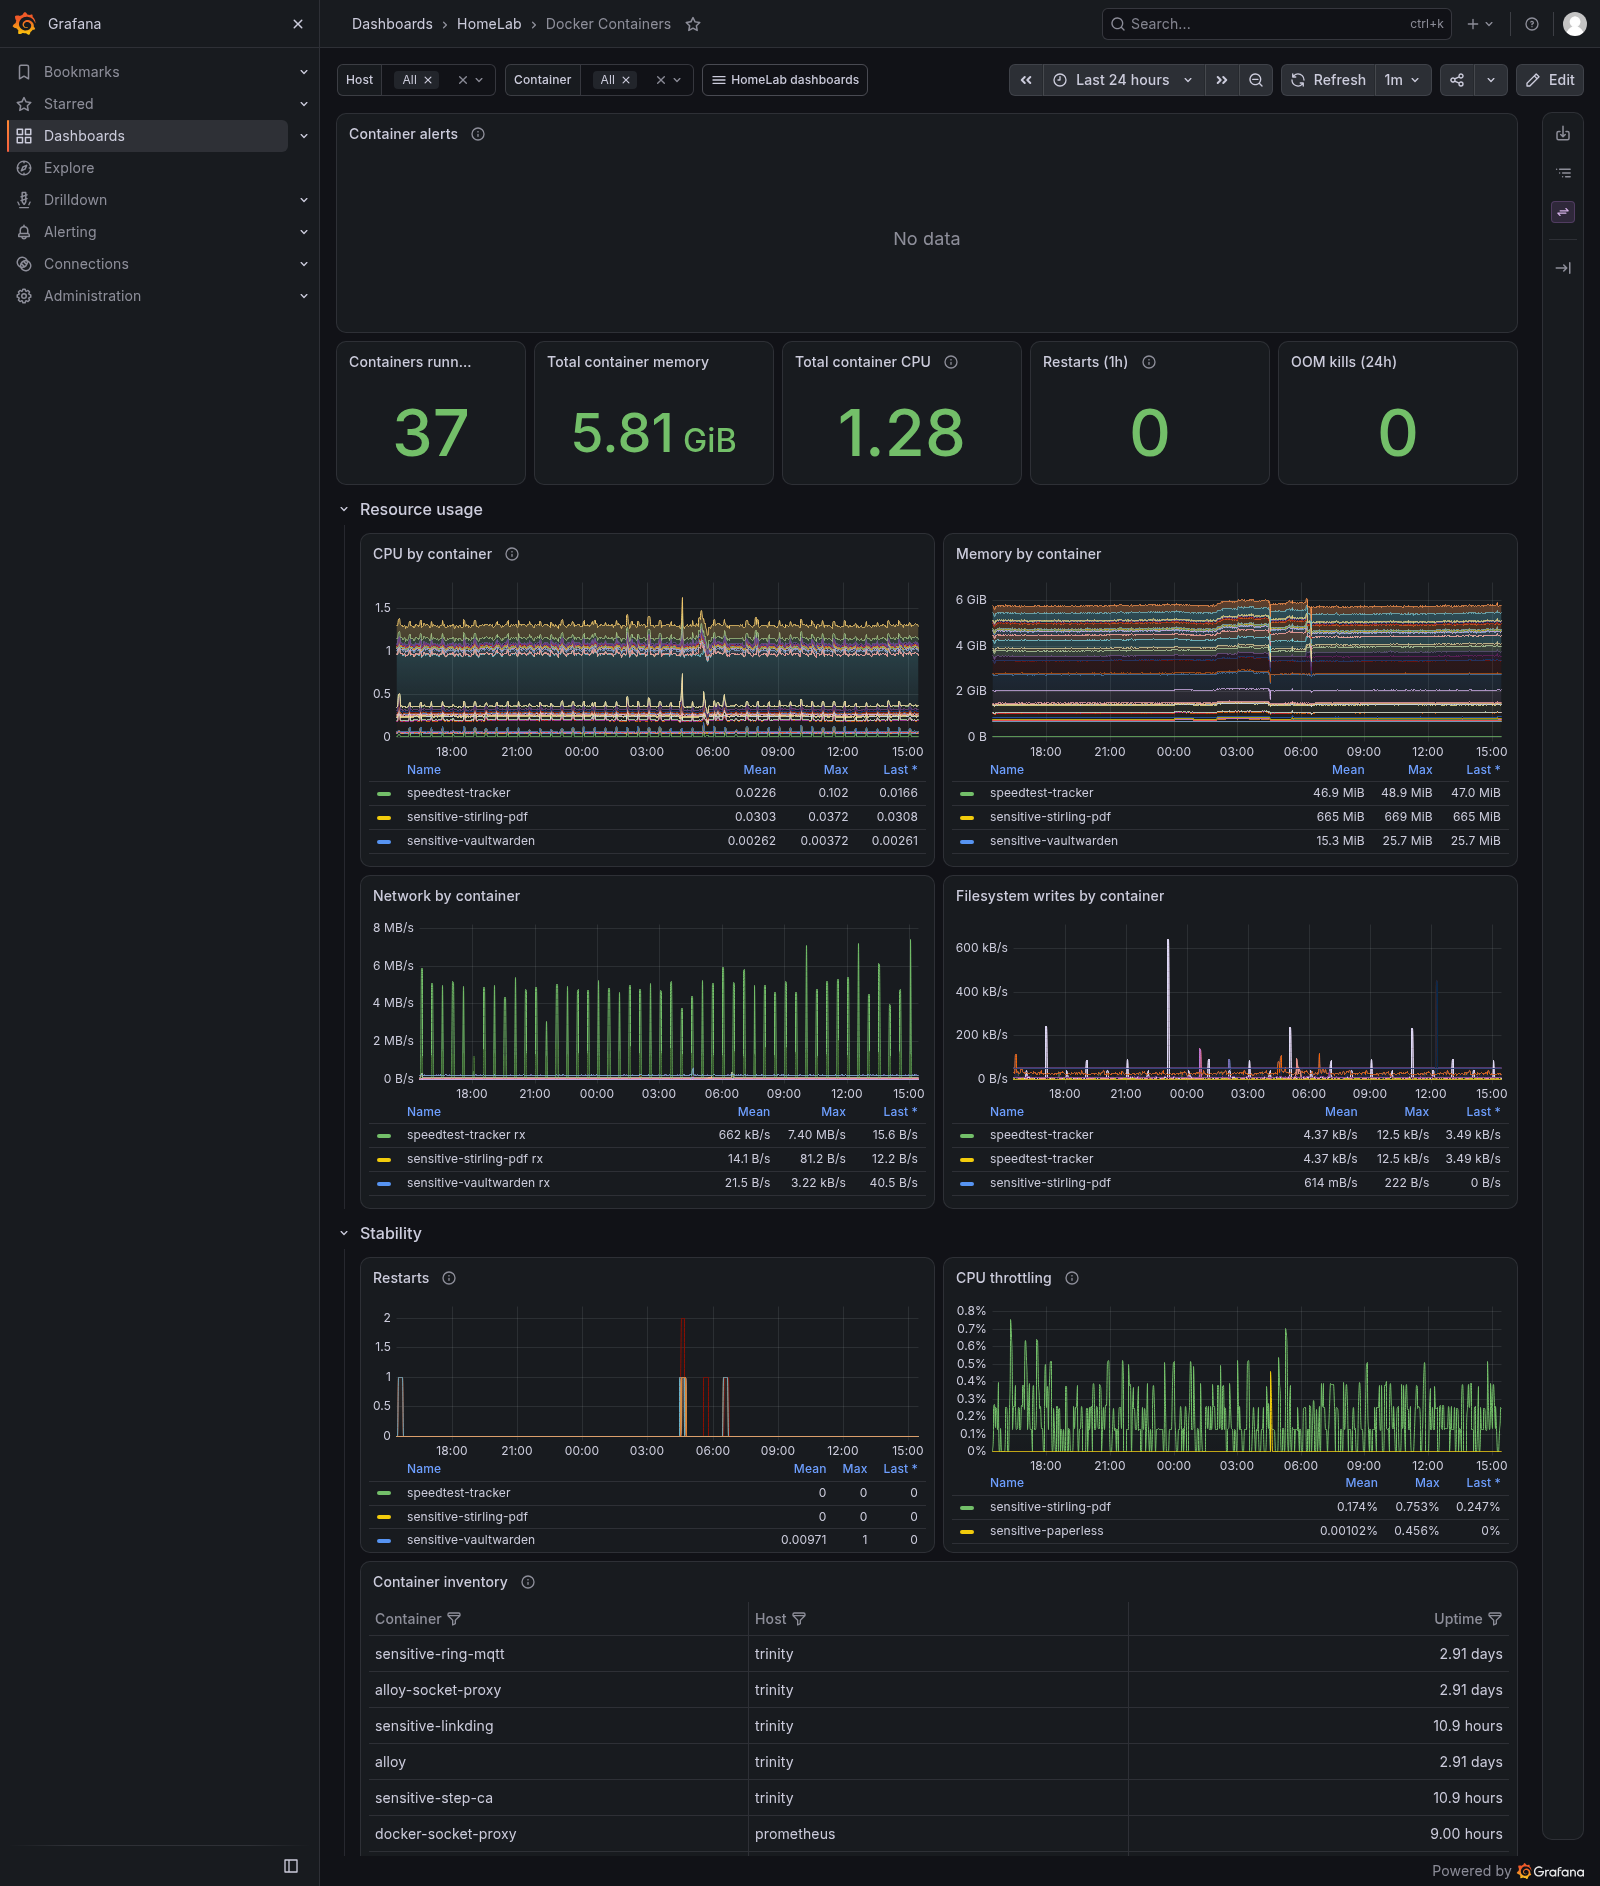 Grafana
Dashboards › HomeLab › Docker Containers
Search... ctrl+k
Bookmarks
Starred
Dashboards
Explore
Drilldown
Alerting
Connections
Administration
Host All Container All HomeLab dashboards Last 24 hours Refresh 1m Edit
Container alerts
No data
Containers runn...
37
Total container memory
5.81 GiB
Total container CPU
1.28
Restarts (1h)
0
OOM kills (24h)
0
Resource usage
CPU by container
1.5
1
0.5
0
18:00 21:00 00:00 03:00 06:00 09:00 12:00 15:00
Name Mean Max Last *
speedtest-tracker 0.0226 0.102 0.0166
sensitive-stirling-pdf 0.0303 0.0372 0.0308
sensitive-vaultwarden 0.00262 0.00372 0.00261
Memory by container
6 GiB
4 GiB
2 GiB
0 B
18:00 21:00 00:00 03:00 06:00 09:00 12:00 15:00
Name Mean Max Last *
speedtest-tracker 46.9 MiB 48.9 MiB 47.0 MiB
sensitive-stirling-pdf 665 MiB 669 MiB 665 MiB
sensitive-vaultwarden 15.3 MiB 25.7 MiB 25.7 MiB
Network by container
8 MB/s
6 MB/s
4 MB/s
2 MB/s
0 B/s
18:00 21:00 00:00 03:00 06:00 09:00 12:00 15:00
Name Mean Max Last *
speedtest-tracker rx 662 kB/s 7.40 MB/s 15.6 B/s
sensitive-stirling-pdf rx 14.1 B/s 81.2 B/s 12.2 B/s
sensitive-vaultwarden rx 21.5 B/s 3.22 kB/s 40.5 B/s
Filesystem writes by container
600 kB/s
400 kB/s
200 kB/s
0 B/s
18:00 21:00 00:00 03:00 06:00 09:00 12:00 15:00
Name Mean Max Last *
speedtest-tracker 4.37 kB/s 12.5 kB/s 3.49 kB/s
speedtest-tracker 4.37 kB/s 12.5 kB/s 3.49 kB/s
sensitive-stirling-pdf 614 mB/s 222 B/s 0 B/s
Stability
Restarts
2
1.5
1
0.5
0
18:00 21:00 00:00 03:00 06:00 09:00 12:00 15:00
Name Mean Max Last *
speedtest-tracker 0 0 0
sensitive-stirling-pdf 0 0 0
sensitive-vaultwarden 0.00971 1 0
CPU throttling
0.8%
0.7%
0.6%
0.5%
0.4%
0.3%
0.2%
0.1%
0%
18:00 21:00 00:00 03:00 06:00 09:00 12:00 15:00
Name Mean Max Last *
sensitive-stirling-pdf 0.174% 0.753% 0.247%
sensitive-paperless 0.00102% 0.456% 0%
Container inventory
Container Host Uptime
sensitive-ring-mqtt trinity 2.91 days
alloy-socket-proxy trinity 2.91 days
sensitive-linkding trinity 10.9 hours
alloy trinity 2.91 days
sensitive-step-ca trinity 10.9 hours
docker-socket-proxy prometheus 9.00 hours
Powered by Grafana